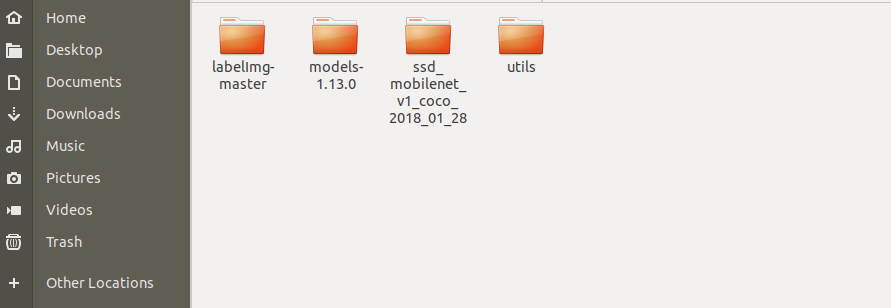 Home
Desktop
Documents
Downloads
Music
Pictures
Videos
Trash
Other Locations
labelImg-
master
models-
1.13.0
ssd_
mobilenet_
v1_coco_
2018_01_28
utils